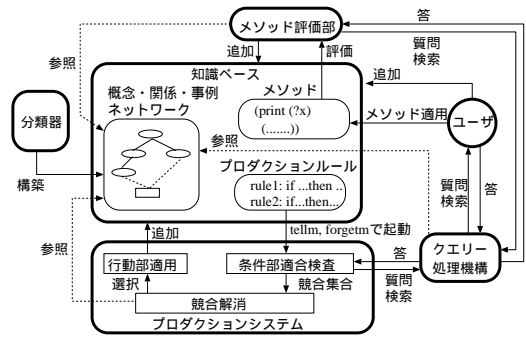 メソッド評価部
答
質問
検索
追加
評価
参照
知識ベース
追加
概念・関係・事例
ネットワーク
メソッド
(print (?x)
(.......))
メソッド適用
ユーザ
分類器
参照
構築
プロダクションルール
rule1: if ...then ..
rule2: if...then...
質問
検索
答
参照
追加
tellm, forgetmで起動
答
クエリー
処理機構
行動部適用
条件部適合検査
質問
検索
選択
競合集合
競合解消
プロダクションシステム